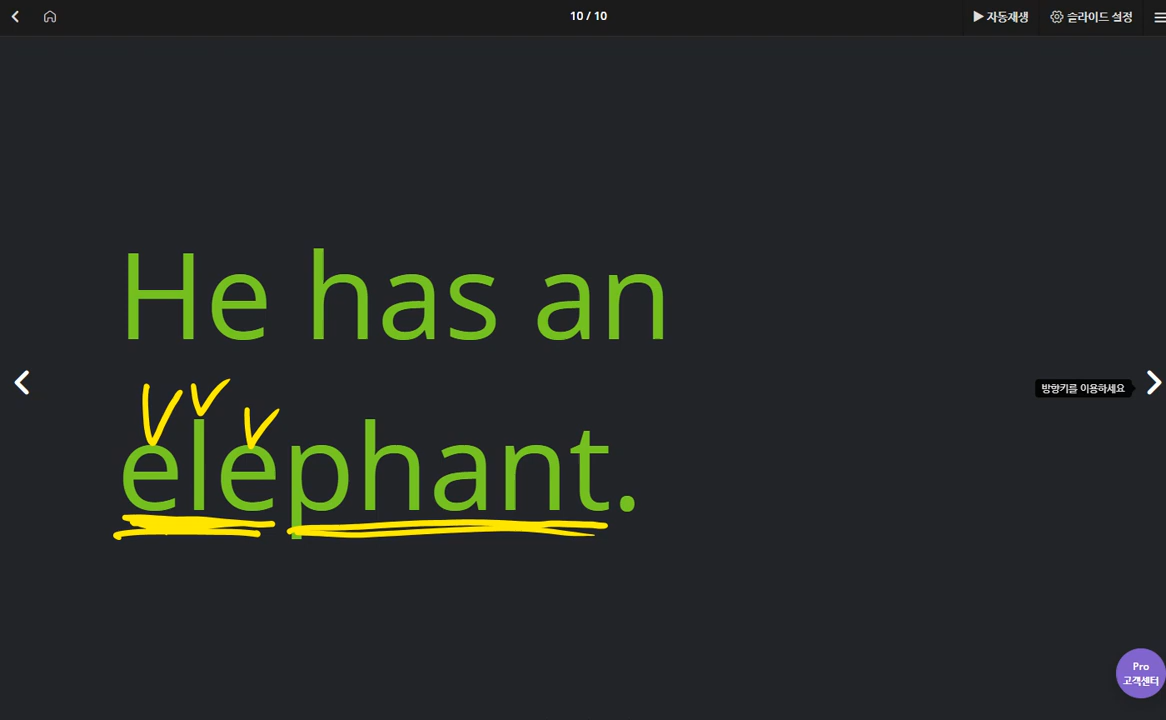 10 / 10
▶ 자동재생
슬라이드 설정
He has an
방향키를 이용하세요
elephant.
Pro
고객센터